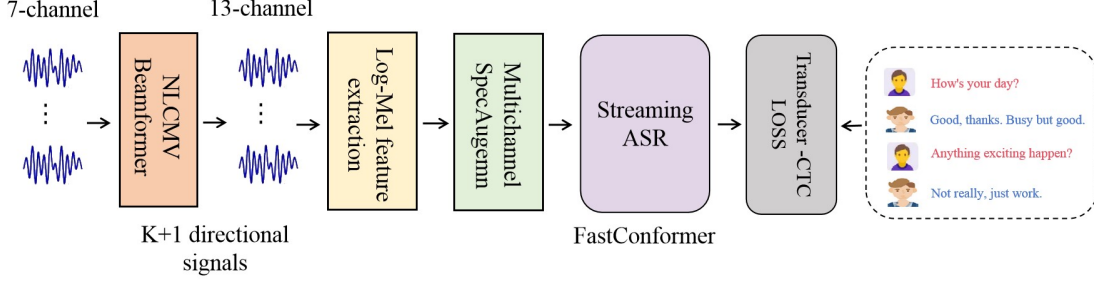 7-channel
13-channel
NLCMV
Beamformer
Log-Mel feature
extraction
Multichannel
SpecAugemn
Streaming
ASR
Transducer -CTC
LOSS
How's your day?
Good, thanks. Busy but good.
Anything exciting happen?
Not really, just work.
K+1 directional
signals
FastConformer